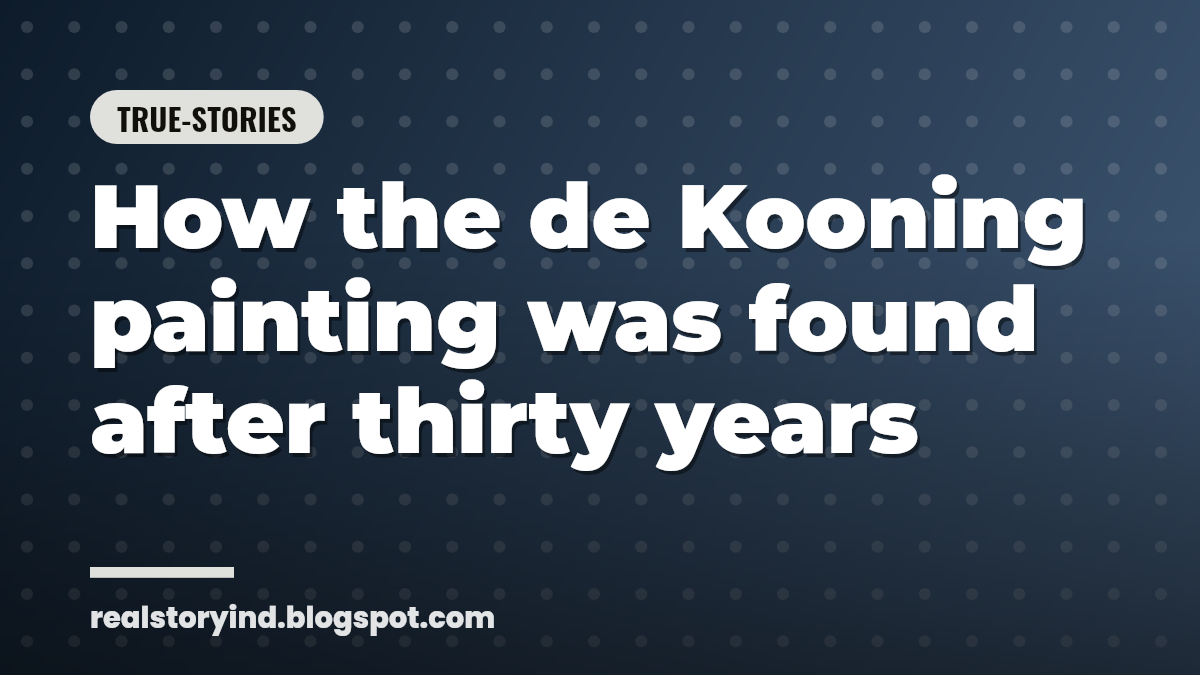 TRUE-STORIES
How the de Kooning
painting was found
after thirty years
realstoryind.blogspot.com